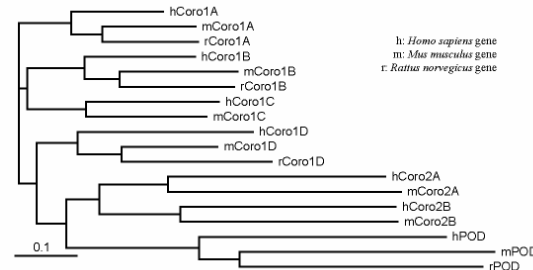 hCoro1A
mCoro1A
rCoro1A
hCoro1B
mCoro1B
rCoro1B
hCoro1C
mCoro1C
hCoro1D
mCoro1D
rCoro1D
hCoro2A
mCoro2A
hCoro2B
mCoro2B
hPOD
mPOD
rPOD
h: Homo sapiens gene
m: Mus musculus gene
r: Rattus norvegicus gene
0.1